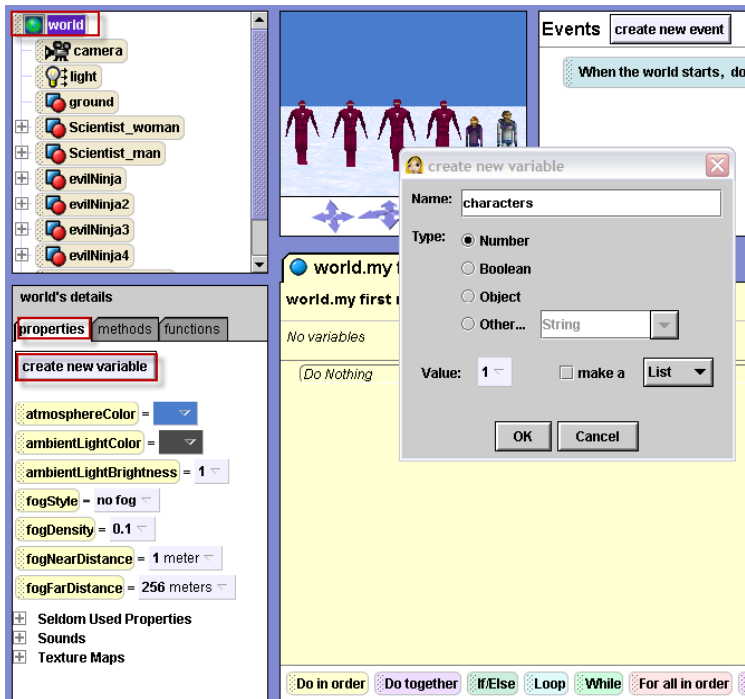 world
camera
light
ground
Scientist_woman
Scientist_man
evilNinja
evilNinja2
evilNinja3
evilNinja4
world's details
properties methods functions
create new variable
atmosphereColor =
ambientLightColor =
ambientLightBrightness = 1
fogStyle = no fog
fogDensity = 0.1
fogNearDistance = 1 meter
fogFarDistance = 256 meters
Seldom Used Properties
Sounds
Texture Maps
Events create new event
When the world starts, do
world.my
world.my first
No variables
Do Nothing
create new variable
Name: characters
Type: Number
Boolean
Object
Other... String
Value: 1 make a List
OK Cancel
Do in order Do together If/Else Loop While For all in order